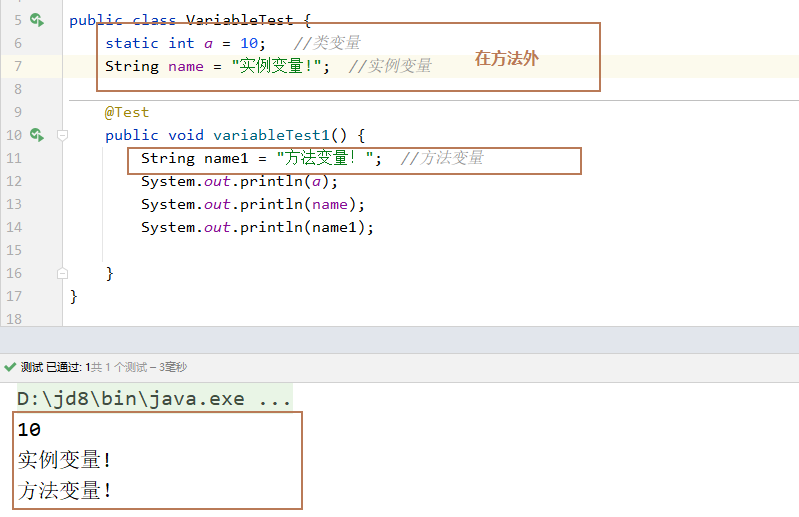 5 public class VariableTest {
6 static int a = 10; //类变量
7 String name = "实例变量!"; //实例变量 在方法外
8
9 @Test
10 public void variableTest1() {
11 String name1 = "方法变量！"; //方法变量
12 System.out.println(a);
13 System.out.println(name);
14 System.out.println(name1);
15
16 }
17 }
18
测试 已通过: 1共 1 个测试 – 3毫秒
D:\jd8\bin\java.exe ...
10
实例变量!
方法变量！